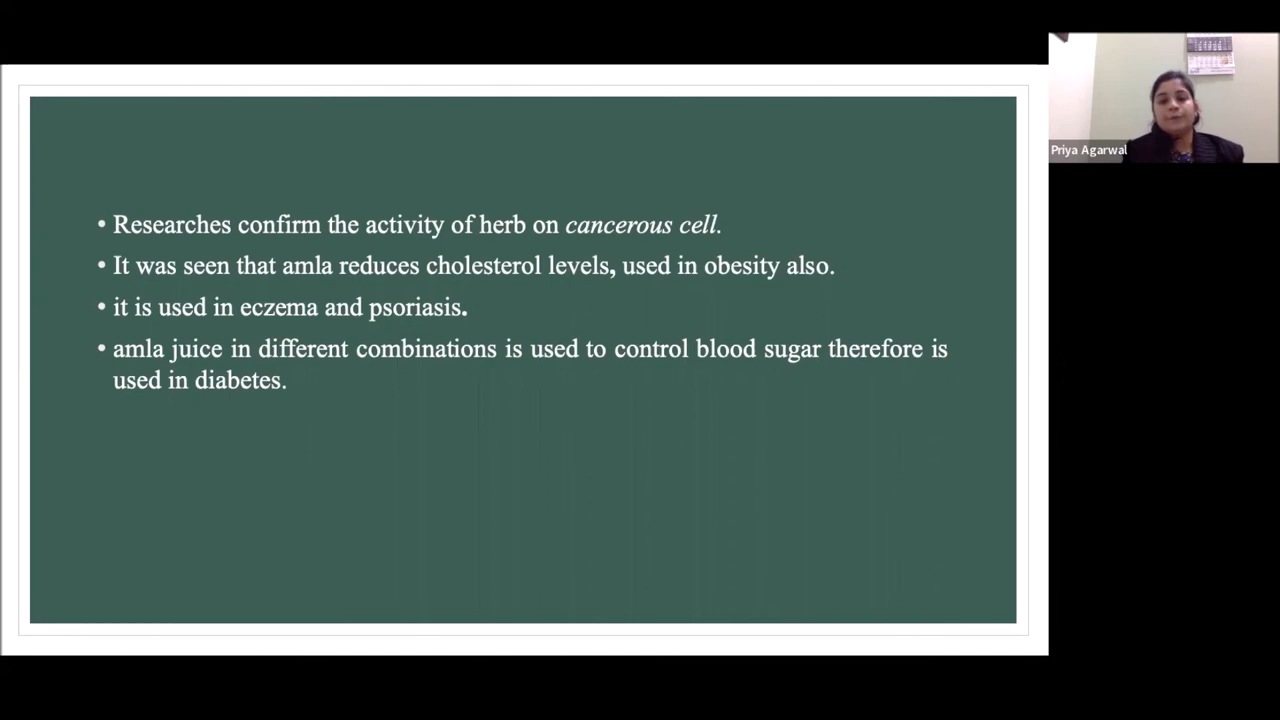 • Researches confirm the activity of herb on cancerous cell.
• It was seen that amla reduces cholesterol levels, used in obesity also.
• it is used in eczema and psoriasis.
• amla juice in different combinations is used to control blood sugar therefore is
used in diabetes.
Priya Agarwal